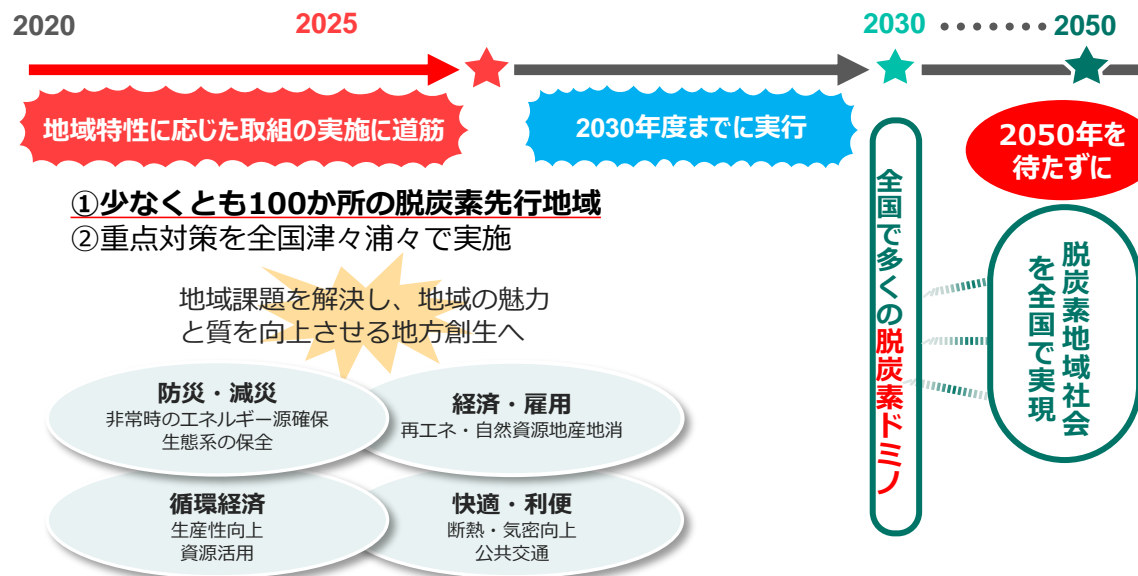 2020
2025
2030 ······· 2050
地域特性に応じた取組の実施に道筋
2030年度までに実行
①少なくとも100か所の脱炭素先行地域
②重点対策を全国津々浦々で実施
地域課題を解決し、地域の魅力
と質を向上させる地方創生へ
防災・減災
非常時のエネルギー源確保
生態系の保全
経済・雇用
再エネ・自然資源地産地消
循環経済
生産性向上
資源活用
快適・利便
断熱・気密向上
公共交通
全国で多くの脱炭素ドミノ
2050年を
待たずに
脱炭素地域社会
を全国で実現